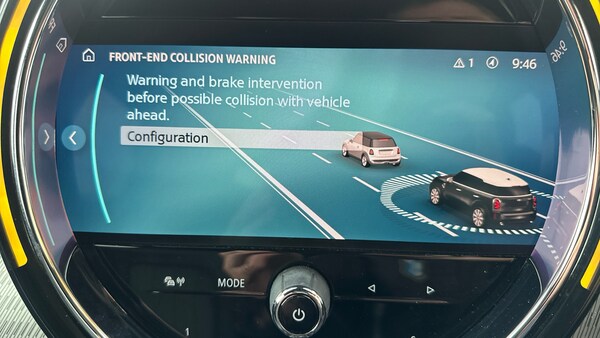 FRONT-END COLLISION WARNING
1
9:46
Warning and brake intervention
before possible collision with vehicle
ahead.
Configuration
MODE
1